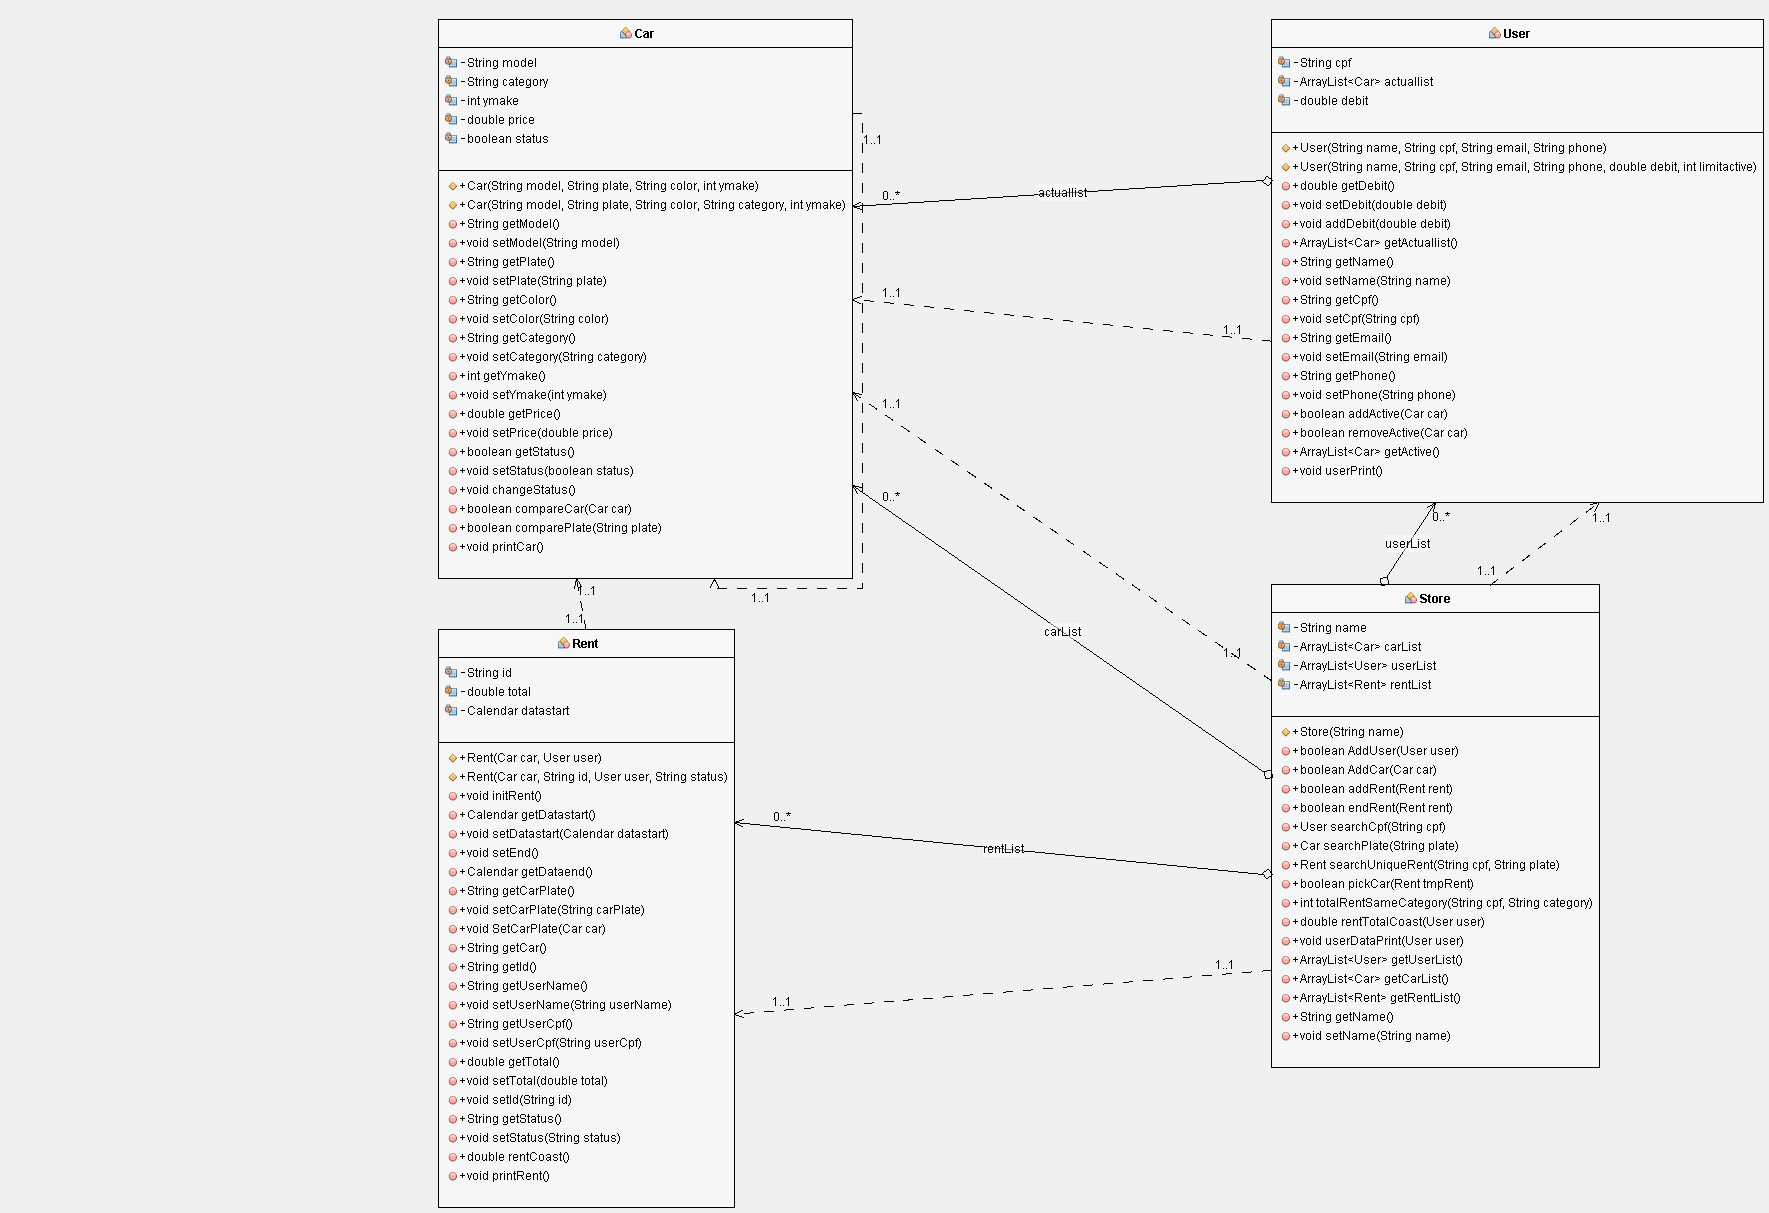 Car
-String model
-String category
-int ymake
-double price
-boolean status
+Car(String model, String plate, String color, int ymake)
+Car(String model, String plate, String color, String category, int ymake)
+String getModel()
+void setModel(String model)
+String getPlate()
+void setPlate(String plate)
+String getColor()
+void setColor(String color)
+String getCategory()
+void setCategory(String category)
+int getYmake()
+void setYmake(int ymake)
+double getPrice()
+void setPrice(double price)
+boolean getStatus()
+void setStatus(boolean status)
+void changeStatus()
+boolean compareCar(Car car)
+boolean comparePlate(String plate)
+void printCar()
User
-String cpf
-ArrayList<Car> actuallist
-double debit
+User(String name, String cpf, String email, String phone)
+User(String name, String cpf, String email, String phone, double debit, int limitactive)
+double getDebit()
+void setDebit(double debit)
+void addDebit(double debit)
+ArrayList<Car> getActuallist()
+String getName()
+void setName(String name)
+String getCpf()
+void setCpf(String cpf)
+String getEmail()
+void setEmail(String email)
+String getPhone()
+void setPhone(String phone)
+boolean addActive(Car car)
+boolean removeActive(Car car)
+ArrayList<Car> getActive()
+void userPrint()
1..1
0..*
actuallist
1..1
1..1
1..1
1..1
0..*
carList
1..1
1..1
1..1
0..*
userList
1..1
1..1
Rent
-String id
-double total
-Calendar datastart
+Rent(Car car, User user)
+Rent(Car car, String id, User user, String status)
+void initRent()
+Calendar getDatastart()
+void setDatastart(Calendar datastart)
+void setEnd()
+Calendar getDataend()
+String getCarPlate()
+void setCarPlate(String carPlate)
+void SetCarPlate(Car car)
+String getCar()
+String getId()
+String getUserName()
+void setUserName(String userName)
+String getUserCpf()
+void setUserCpf(String userCpf)
+double getTotal()
+void setTotal(double total)
+void setId(String id)
+String getStatus()
+void setStatus(String status)
+double rentCoast()
+void printRent()
0..*
rentList
1..1
1..1
Store
-String name
-ArrayList<Car> carList
-ArrayList<User> userList
-ArrayList<Rent> rentList
+Store(String name)
+boolean AddUser(User user)
+boolean AddCar(Car car)
+boolean addRent(Rent rent)
+boolean endRent(Rent rent)
+User searchCpf(String cpf)
+Car searchPlate(String plate)
+Rent searchUniqueRent(String cpf, String plate)
+boolean pickCar(Rent tmpRent)
+int totalRentSameCategory(String cpf, String category)
+double rentTotalCoast(User user)
+void userDataPrint(User user)
+ArrayList<User> getUserList()
+ArrayList<Car> getCarList()
+ArrayList<Rent> getRentList()
+String getName()
+void setName(String name)